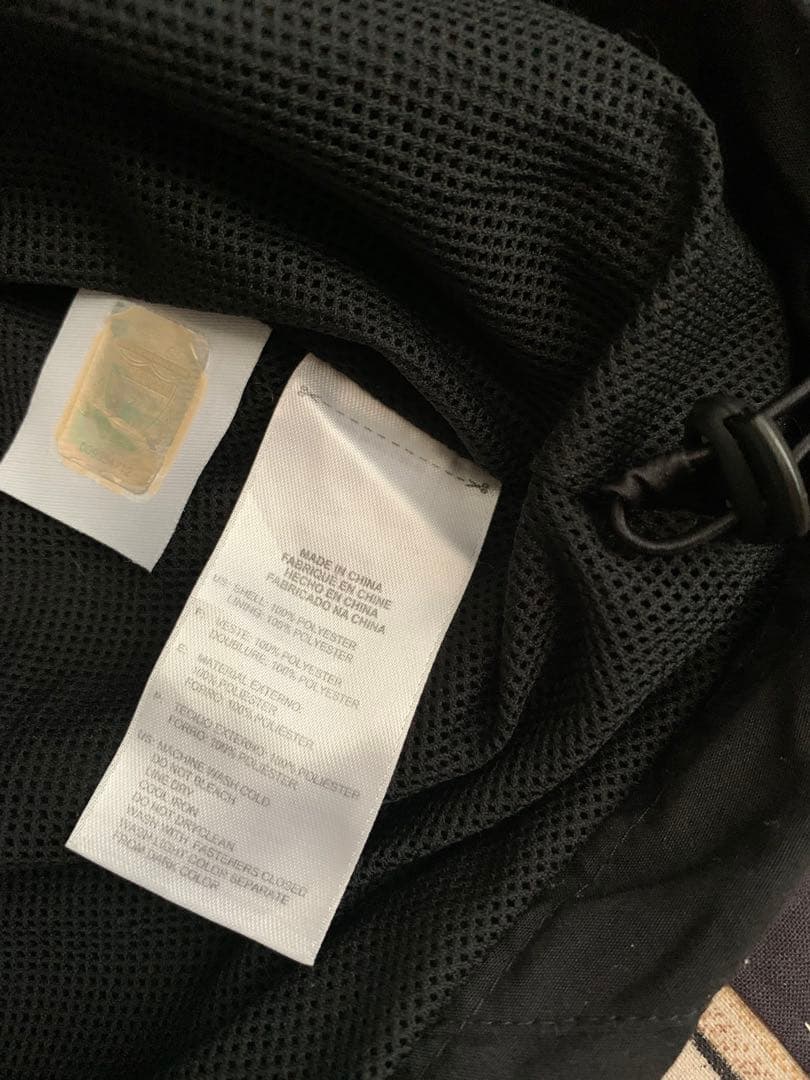 MADE IN CHINA
FABRIQUE EN CHINE
HECHO EN CHINA
FABRICADO NA CHINA
US: SHELL: 100% POLYESTER
LINING: 100% POLYESTER
F: VESTE: 100% POLYESTER
DOUBLURE: 100% POLYESTER
E: MATERIAL EXTERNO:
100% POLIESTER
FORRO: 100% POLIESTER
P: TECIDO EXTERNO: 100% POLIESTER
FORRO: 100% POLIESTER
US: MACHINE WASH COLD
DO NOT BLEACH
LINE DRY
COOL IRON
DO NOT DRYCLEAN
WASH WITH FASTENERS CLOSED
WASH LIGHT COLOR SEPARATE
FROM DARK COLOR